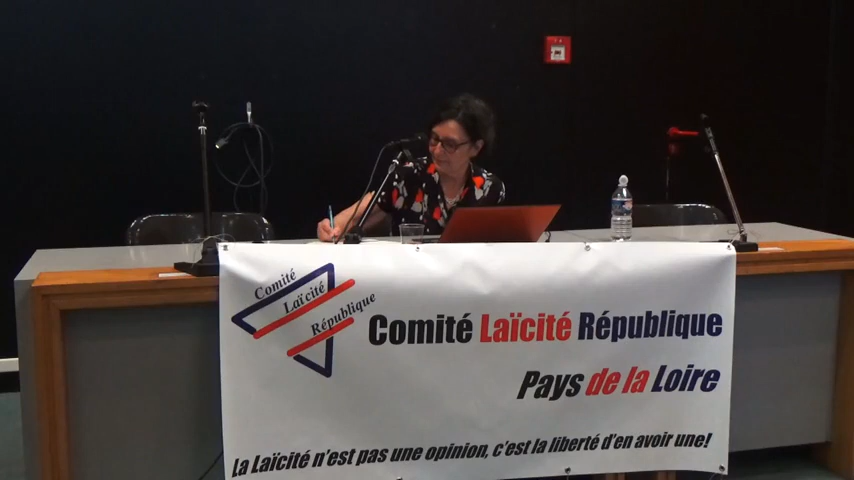 Comité
Laïcité
République
Comité Laïcité République
Pays de la Loire
La Laïcité n'est pas une opinion, c'est la liberté d'en avoir une!